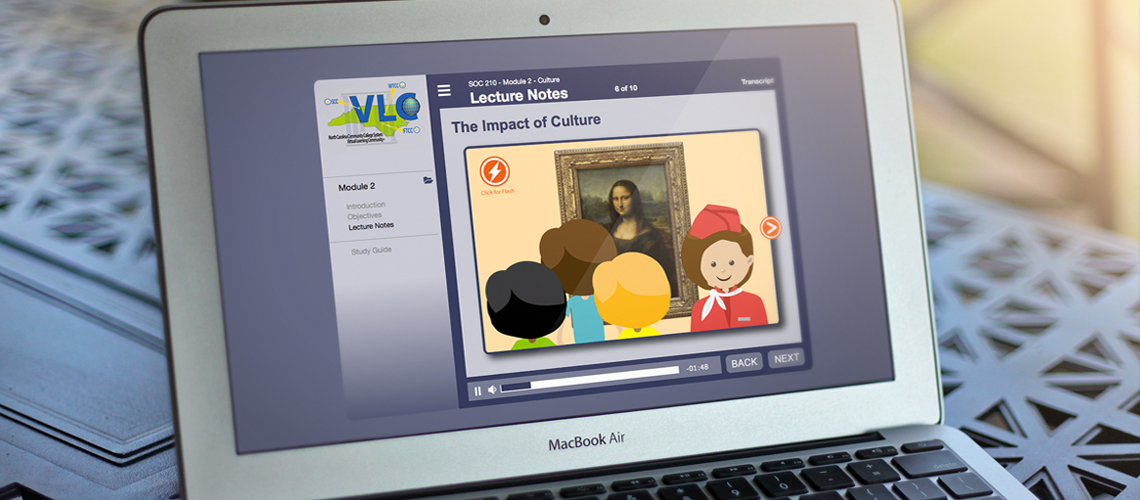 SOC 210 - Module 2 - Culture
Lecture Notes
6 of 10
Transcript
VLC
North Carolina Community College System
Virtual Learning Community
The Impact of Culture
Click for Flash
Module 2
Introduction
Objectives
Lecture Notes
Study Guide
-01:48
BACK
NEXT
MacBook Air